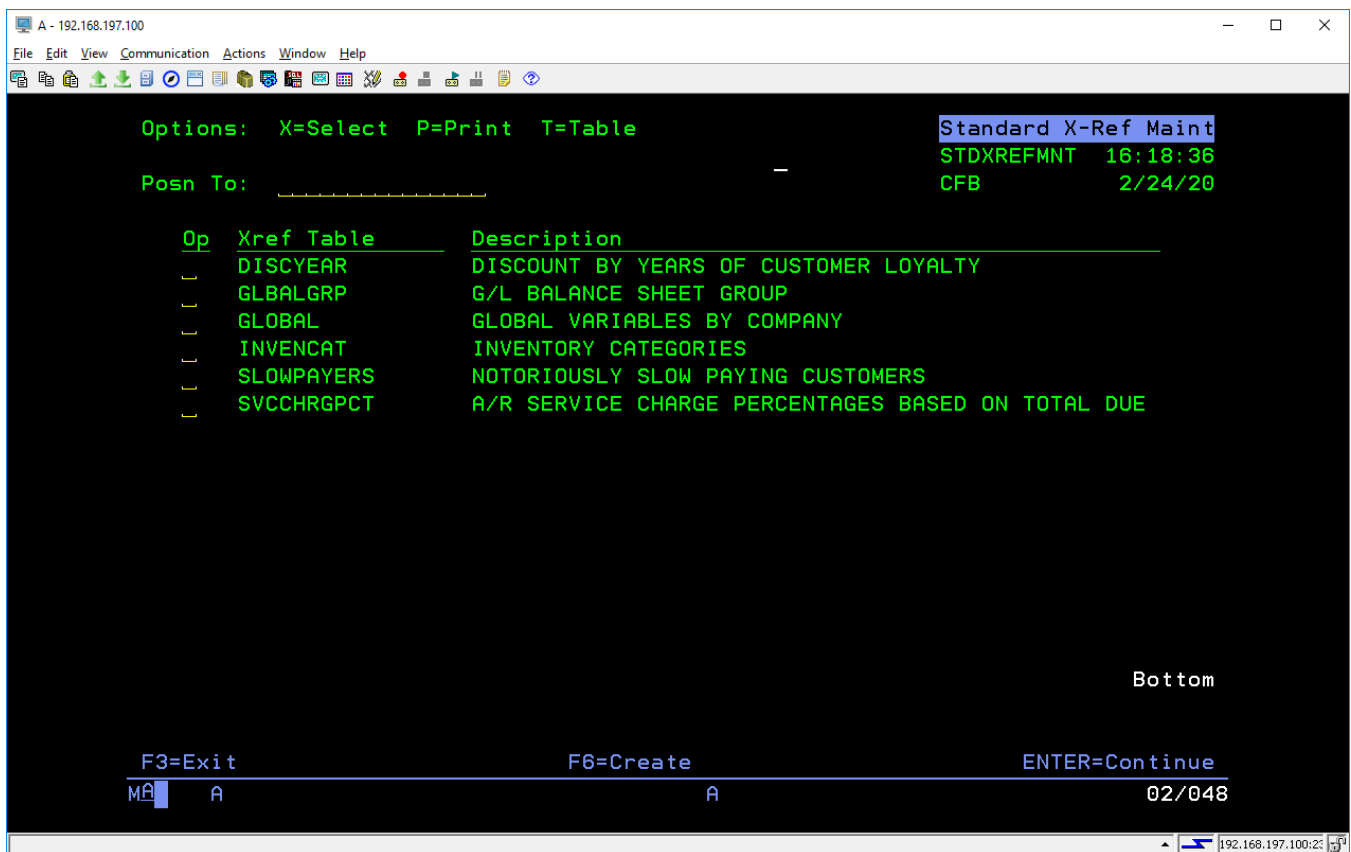 A - 192.168.197.100
File Edit View Communication Actions Window Help
Options: X=Select P=Print T=Table Standard X-Ref Maint
STDXREFMNT 16:18:36
Posn To: CFB 2/24/20
Op Xref Table Description
DISCYEAR DISCOUNT BY YEARS OF CUSTOMER LOYALTY
GLBALGRP G/L BALANCE SHEET GROUP
GLOBAL GLOBAL VARIABLES BY COMPANY
INVENCAT INVENTORY CATEGORIES
SLOWPAYERS NOTORIOUSLY SLOW PAYING CUSTOMERS
SVCCHRGPCT A/R SERVICE CHARGE PERCENTAGES BASED ON TOTAL DUE
Bottom
F3=Exit F6=Create ENTER=Continue
MA A A 02/048
192.168.197.100:23